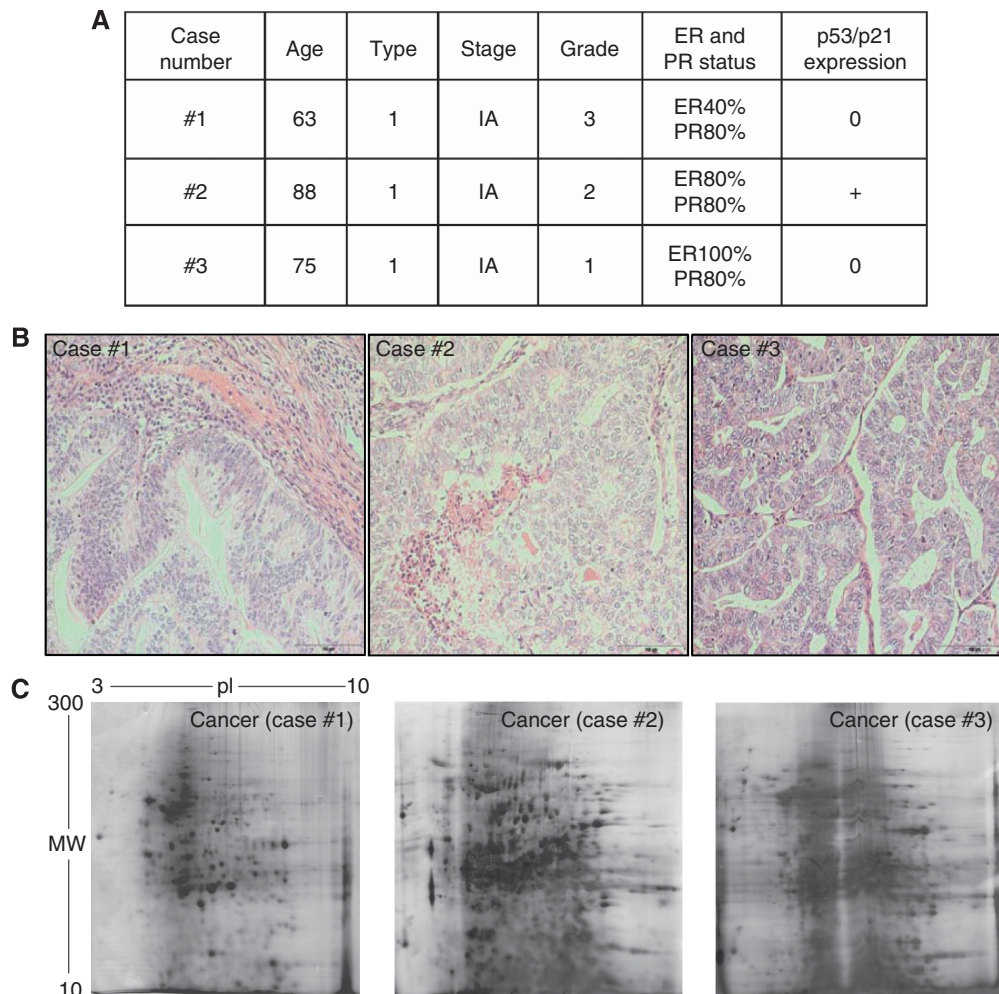 A
Case number
Age
Type
Stage
Grade
ER and PR status
p53/p21 expression
#1
63
1
IA
3
ER40%
PR80%
0
#2
88
1
IA
2
ER80%
PR80%
+
#3
75
1
IA
1
ER100%
PR80%
0
B
Case #1
Case #2
Case #3
C
3
pI
10
300
MW
10
Cancer (case #1)
Cancer (case #2)
Cancer (case #3)